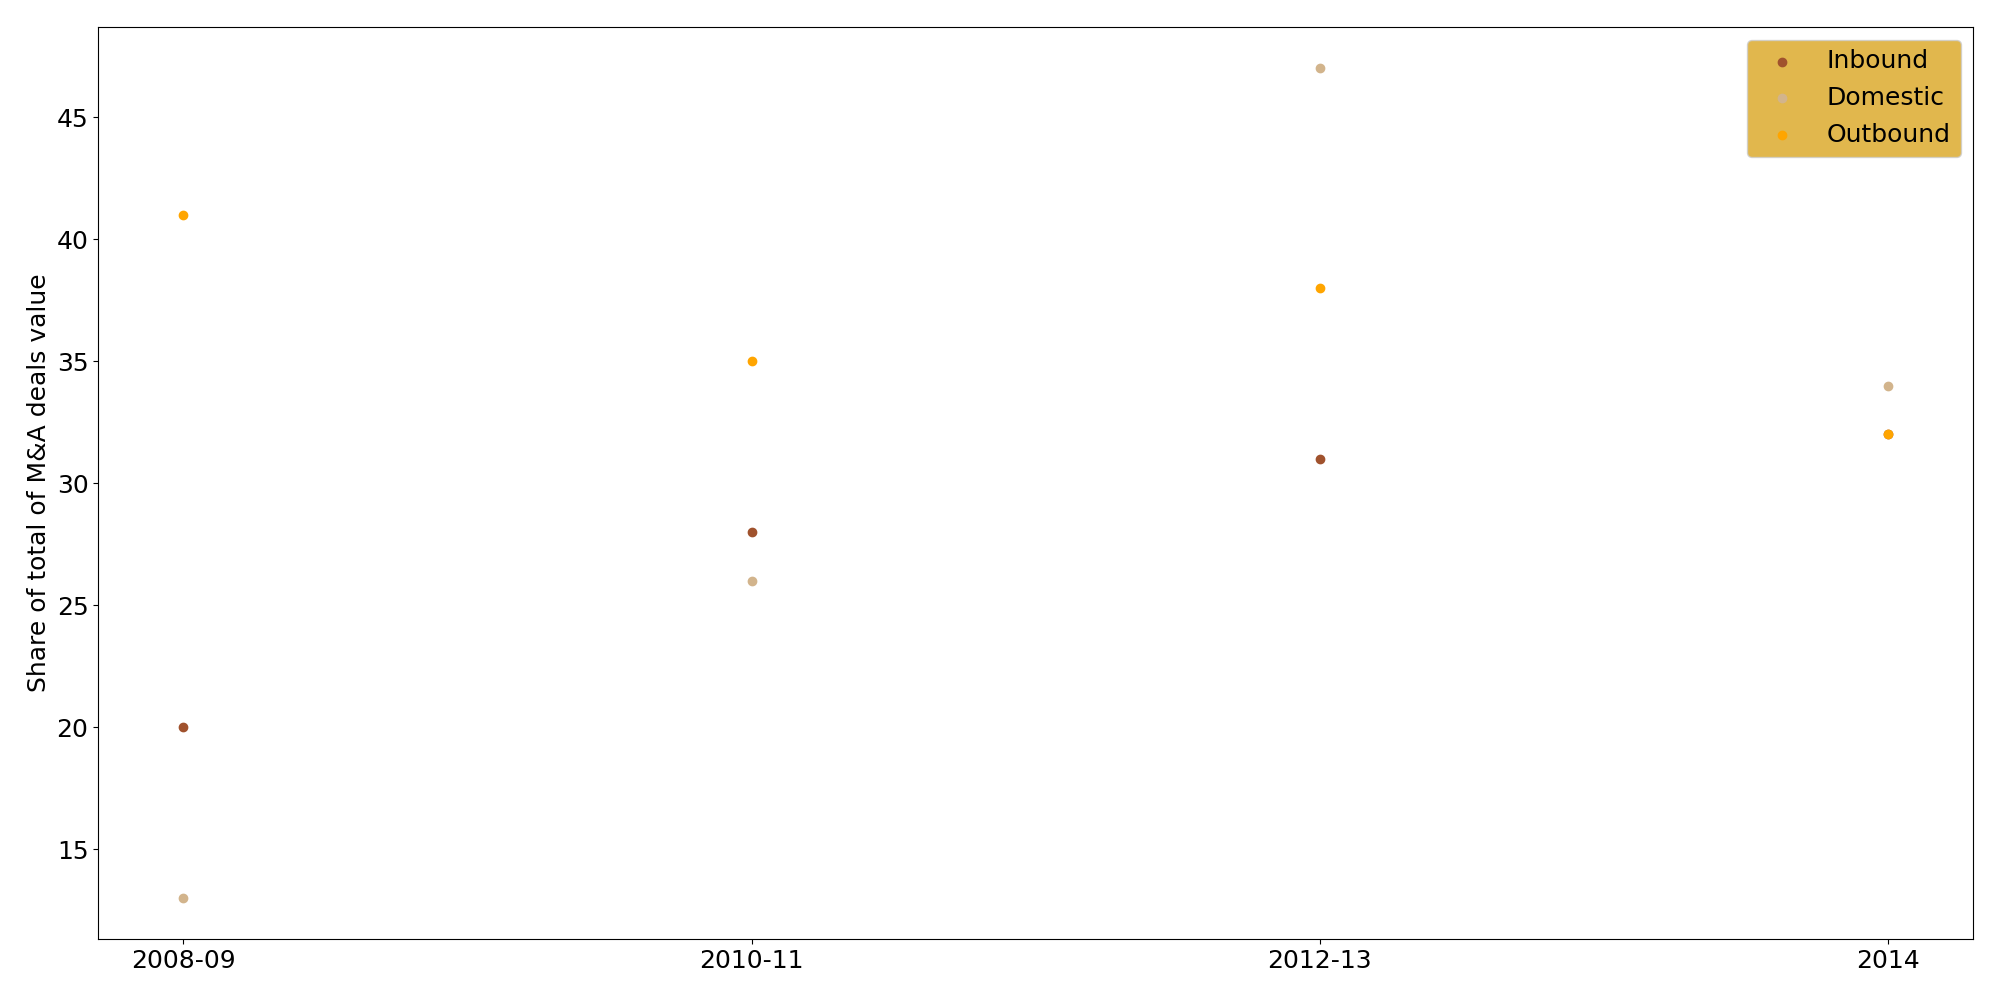 Inbound
Domestic
Outbound
Share of total of M&A deals value
45
40
35
30
25
20
15
2008-09
2010-11
2012-13
2014